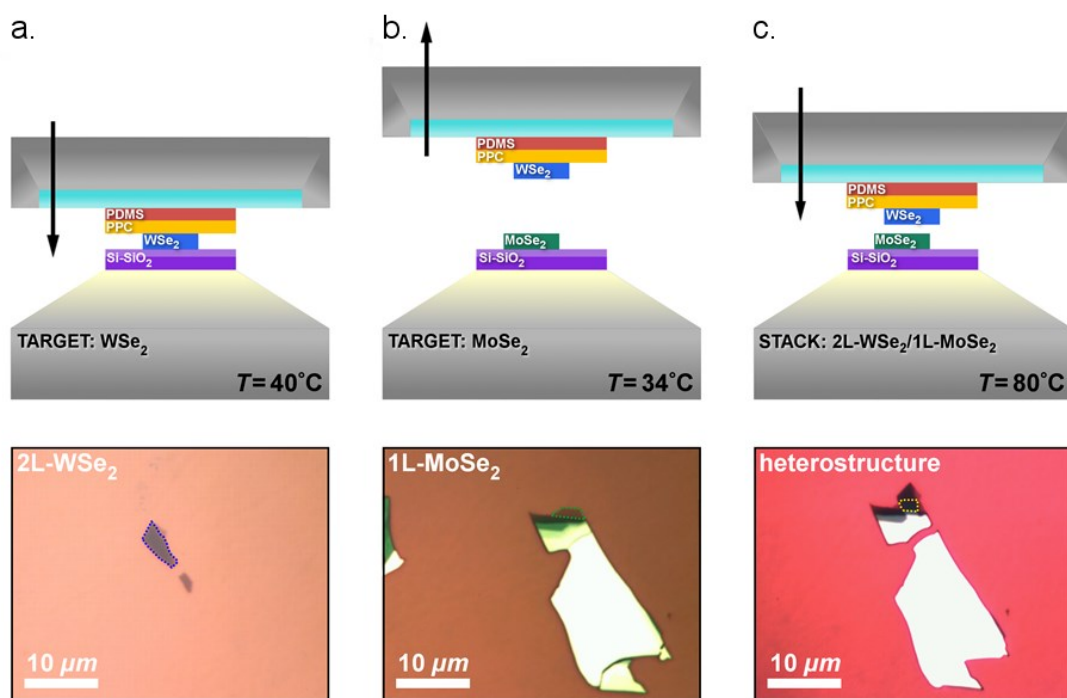 a.
PDMS
PPC
WSe₂
Si-SiO₂
TARGET: WSe₂
T = 40°C
2L-WSe₂
10 μm
b.
PDMS
PPC
WSe₂
MoSe₂
Si-SiO₂
TARGET: MoSe₂
T = 34°C
1L-MoSe₂
10 μm
c.
PDMS
PPC
WSe₂
MoSe₂
Si-SiO₂
STACK: 2L-WSe₂/1L-MoSe₂
T = 80°C
heterostructure
10 μm